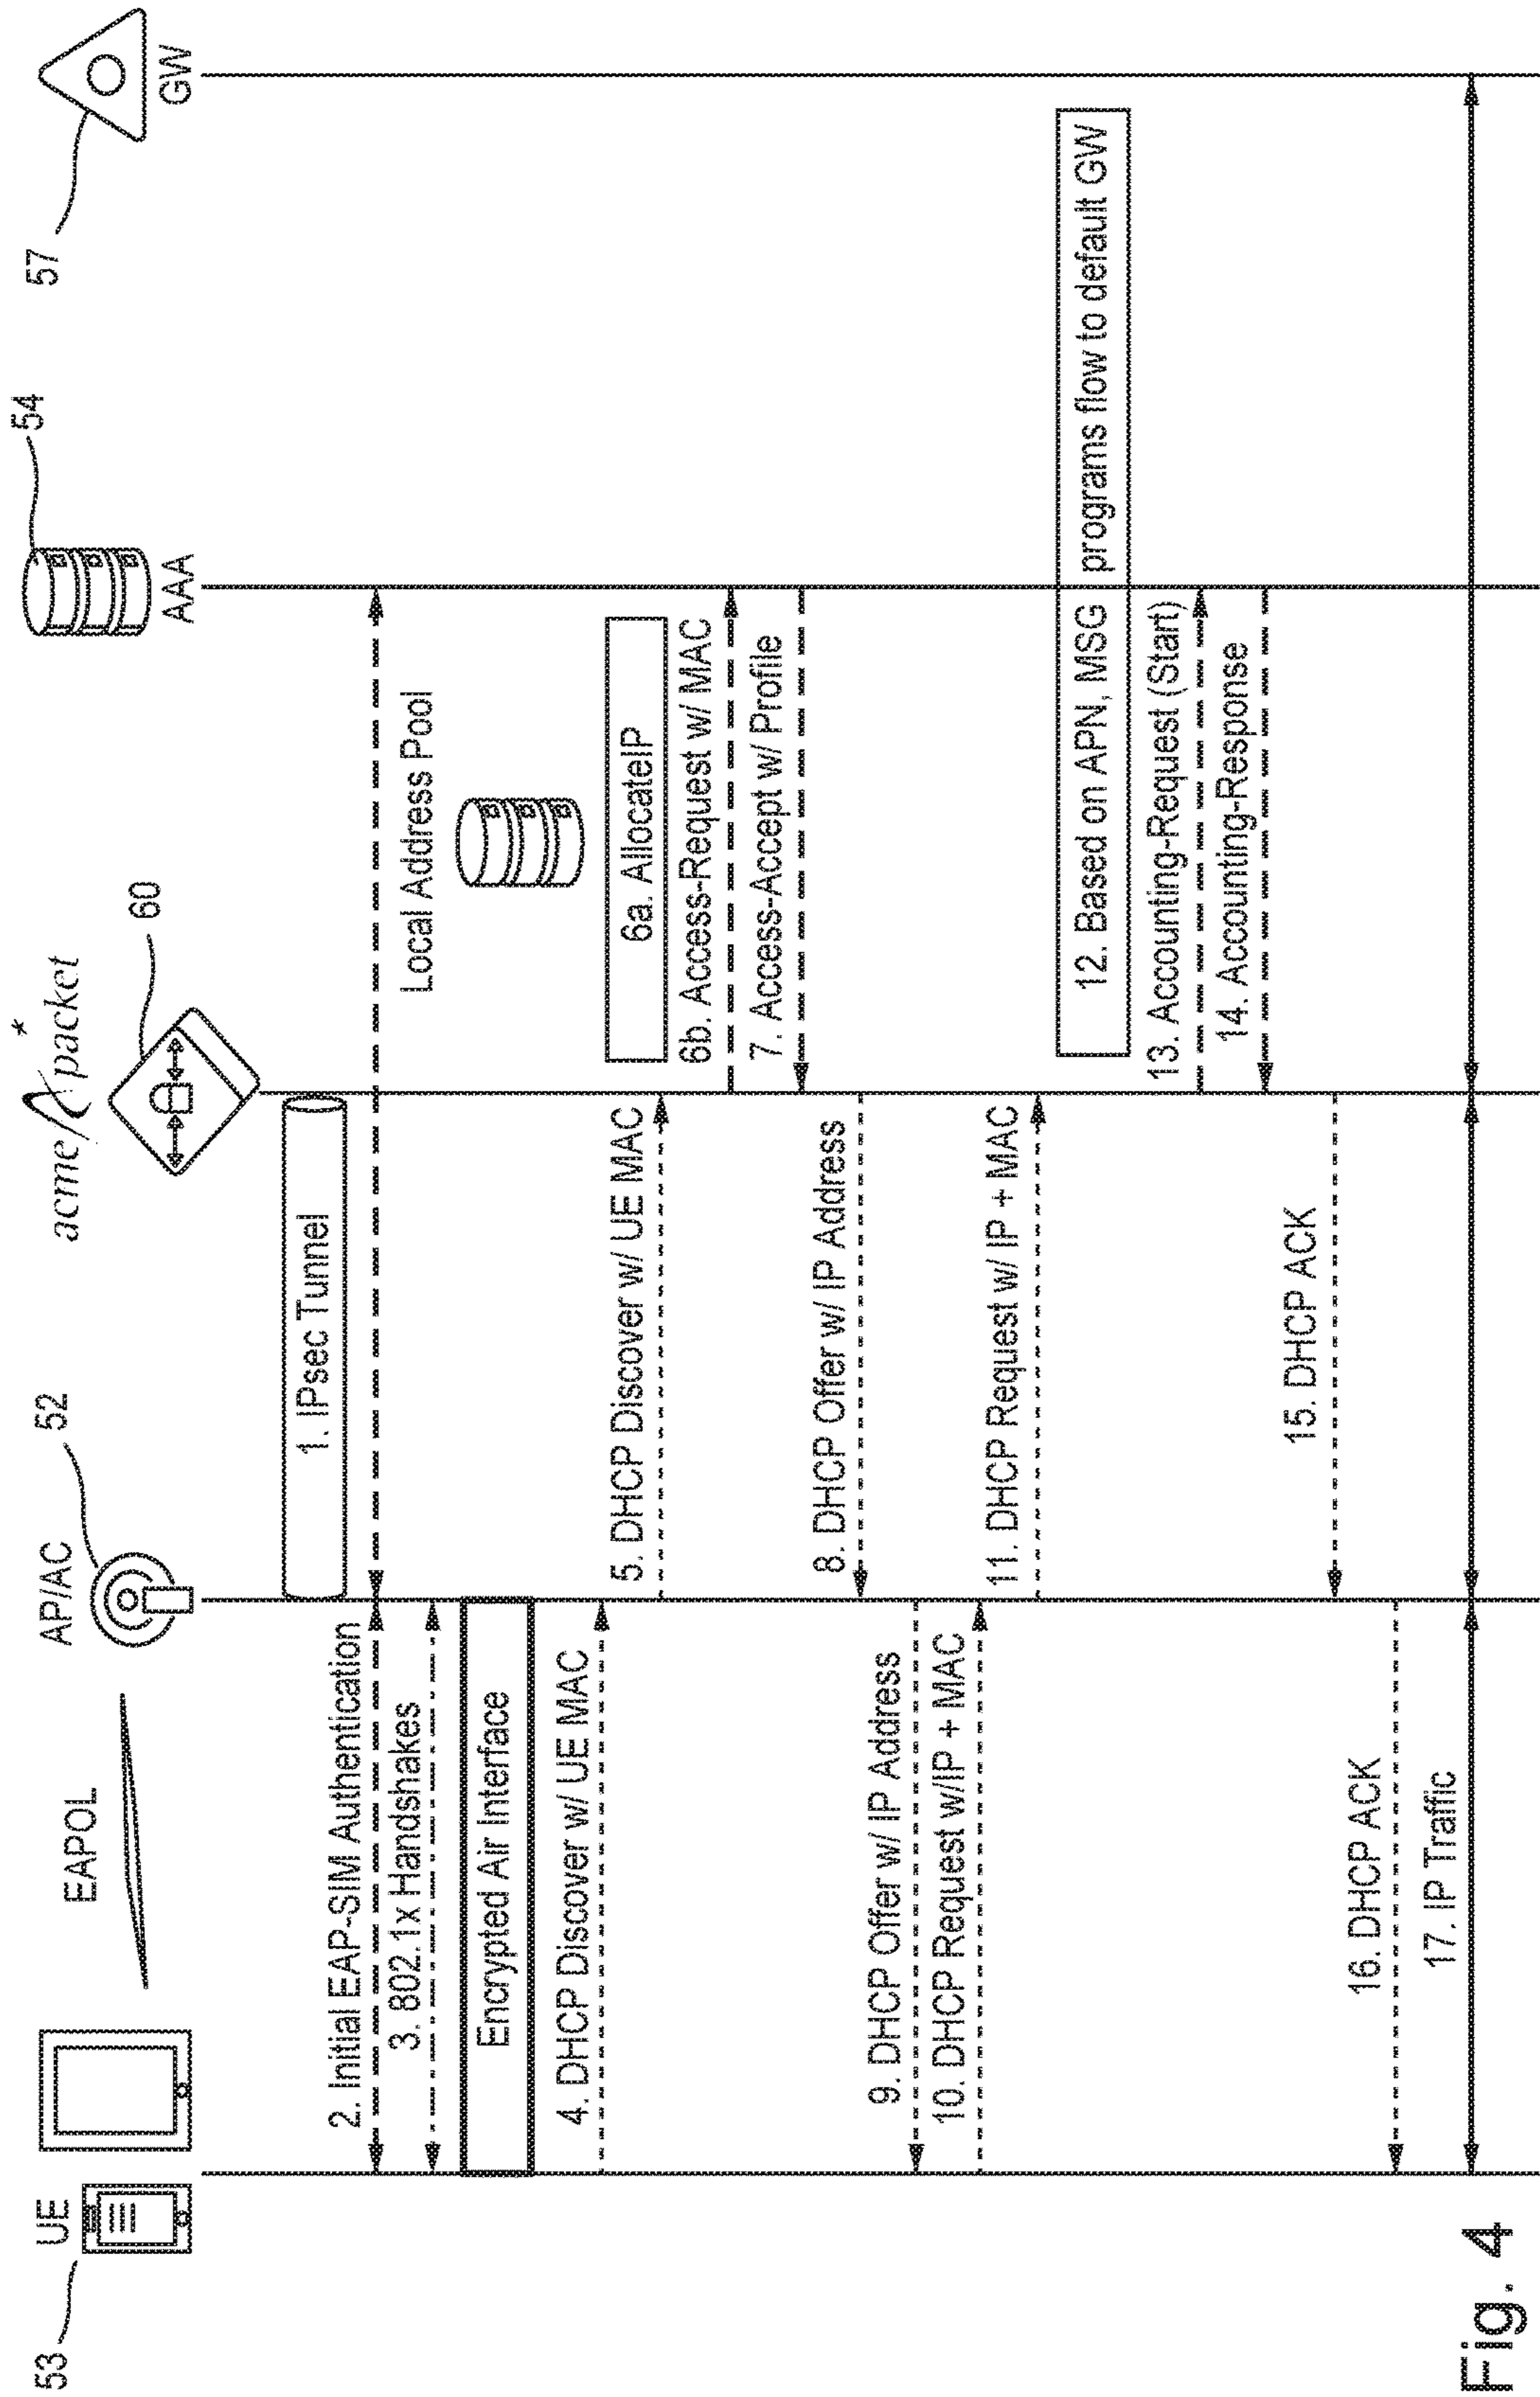 53
UE
EAPOL
AP/AC
52
acme packet
*
60
AAA
54
57
GW
1. IPsec Tunnel
2. Initial EAP-SIM Authentication
3. 802.1x Handshakes
Local Address Pool
Encrypted Air Interface
4. DHCP Discover w/ UE MAC
5. DHCP Discover w/ UE MAC
6a. AllocateIP
6b. Access-Request w/ MAC
7. Access-Accept w/ Profile
8. DHCP Offer w/ IP Address
9. DHCP Offer w/ IP Address
10. DHCP Request w/IP + MAC
11. DHCP Request w/ IP + MAC
12. Based on APN, MSG programs flow to default GW
13. Accounting-Request (Start)
14. Accounting-Response
15. DHCP ACK
16. DHCP ACK
17. IP Traffic
Fig. 4